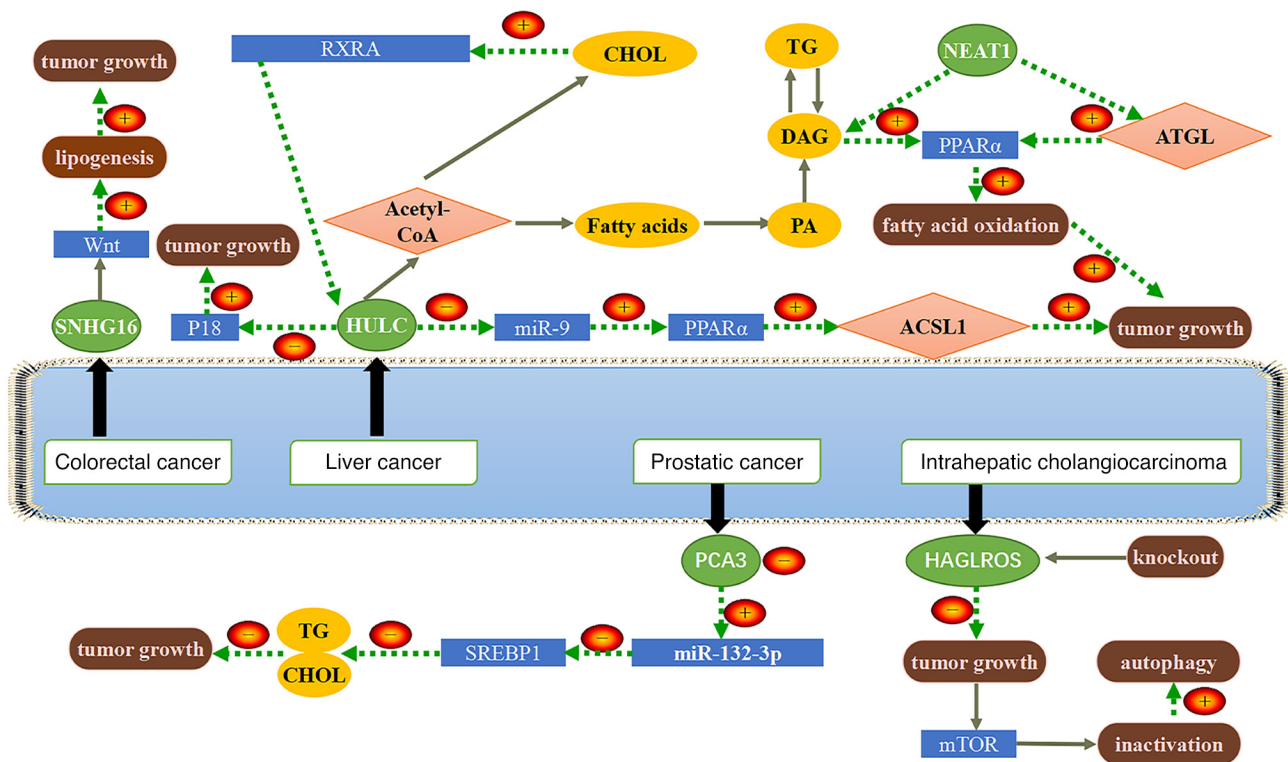 RXRA
+
CHOL
TG
NEAT1
tumor growth
+
lipogenesis
+
Wnt
SNHG16
tumor growth
+
P18
−
HULC
Acetyl-
CoA
Fatty acids
PA
DAG
+
PPARα
+
ATGL
+
fatty acid oxidation
+
−
miR-9
+
PPARα
+
ACSL1
+
tumor growth
Colorectal cancer
Liver cancer
Prostatic cancer
Intrahepatic cholangiocarcinoma
PCA3
−
+
miR-132-3p
−
SREBP1
−
TG
CHOL
−
tumor growth
HAGLROS
knockout
−
tumor growth
mTOR
inactivation
+
autophagy